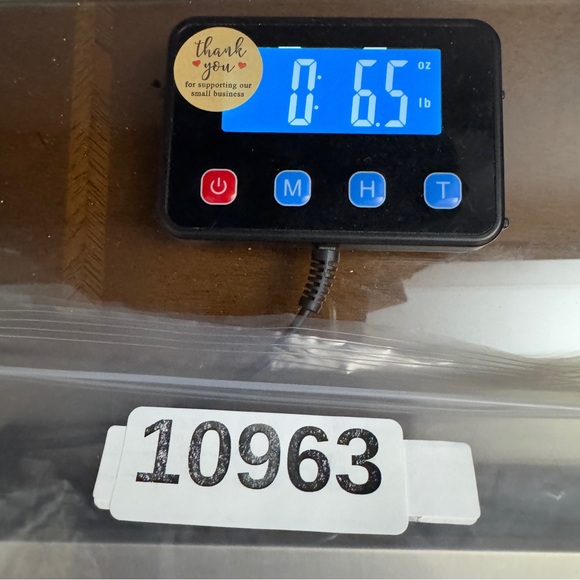 thank
you
for supporting our
small business
0: 6.5
oz
lb
M H T
10963